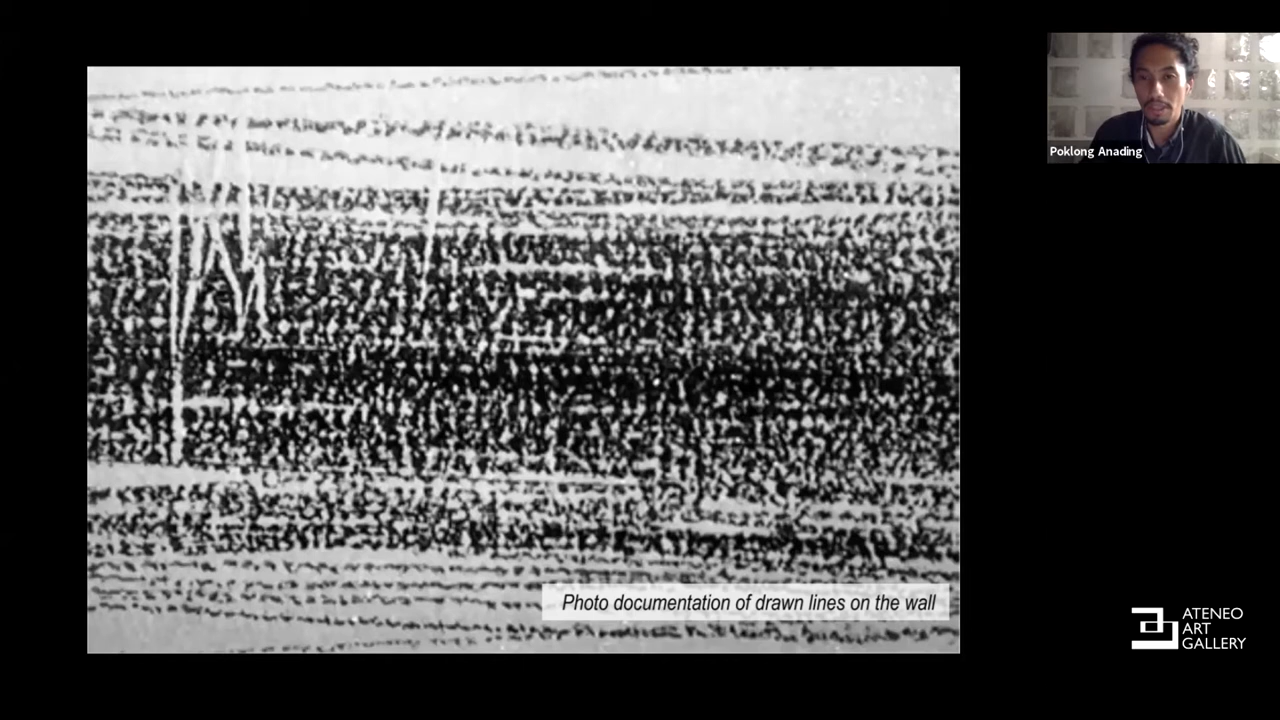 Poklong Anading
Photo documentation of drawn lines on the wall
ATENEO
ART
GALLERY